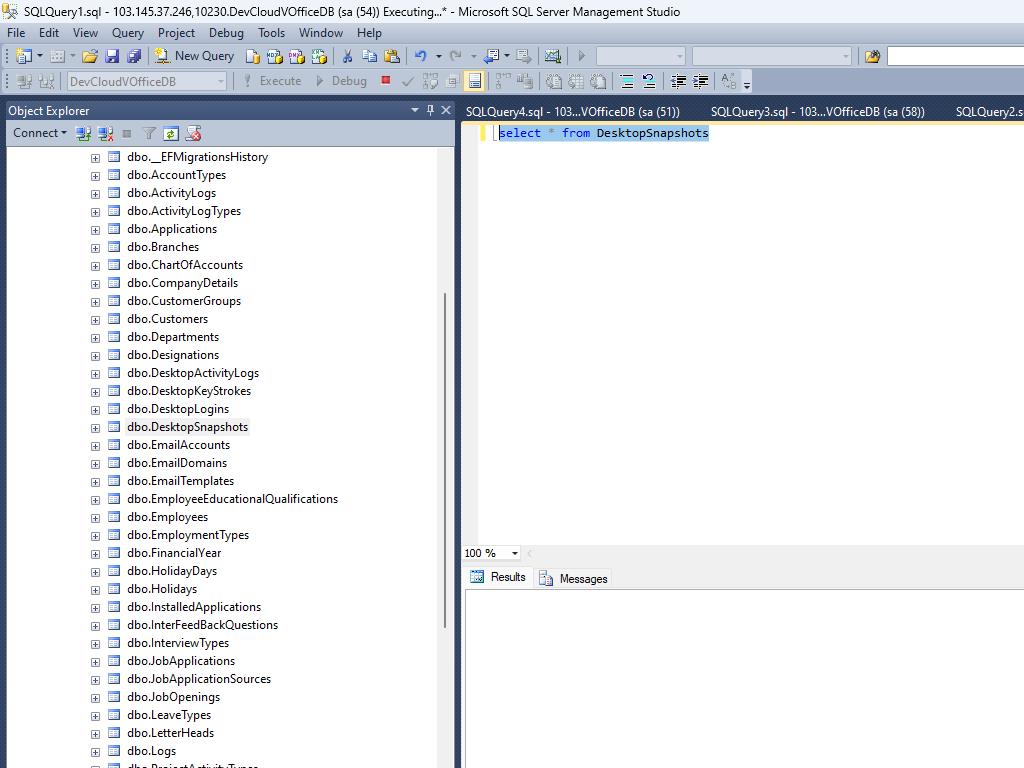 SQLQuery1.sql - 103.145.37.246,10230.DevCloudVOfficeDB (sa (54)) Executing...* - Microsoft SQL Server Management Studio
File Edit View Query Project Debug Tools Window Help
New Query
DevCloudVOfficeDB Execute Debug
Object Explorer
SQLQuery4.sql - 103...VOfficeDB (sa (51)) SQLQuery3.sql - 103...VOfficeDB (sa (58)) SQLQuery2.s
Connect
select * from DesktopSnapshots
dbo.__EFMigrationsHistory
dbo.AccountTypes
dbo.ActivityLogs
dbo.ActivityLogTypes
dbo.Applications
dbo.Branches
dbo.ChartOfAccounts
dbo.CompanyDetails
dbo.CustomerGroups
dbo.Customers
dbo.Departments
dbo.Designations
dbo.DesktopActivityLogs
dbo.DesktopKeyStrokes
dbo.DesktopLogins
dbo.DesktopSnapshots
dbo.EmailAccounts
dbo.EmailDomains
dbo.EmailTemplates
dbo.EmployeeEducationalQualifications
dbo.Employees
dbo.EmploymentTypes
dbo.FinancialYear
dbo.HolidayDays
dbo.Holidays
dbo.InstalledApplications
dbo.InterFeedBackQuestions
dbo.InterviewTypes
dbo.JobApplications
dbo.JobApplicationSources
dbo.JobOpenings
dbo.LeaveTypes
dbo.LetterHeads
dbo.Logs
dbo.ProjectActivityTypes
100 %
Results Messages